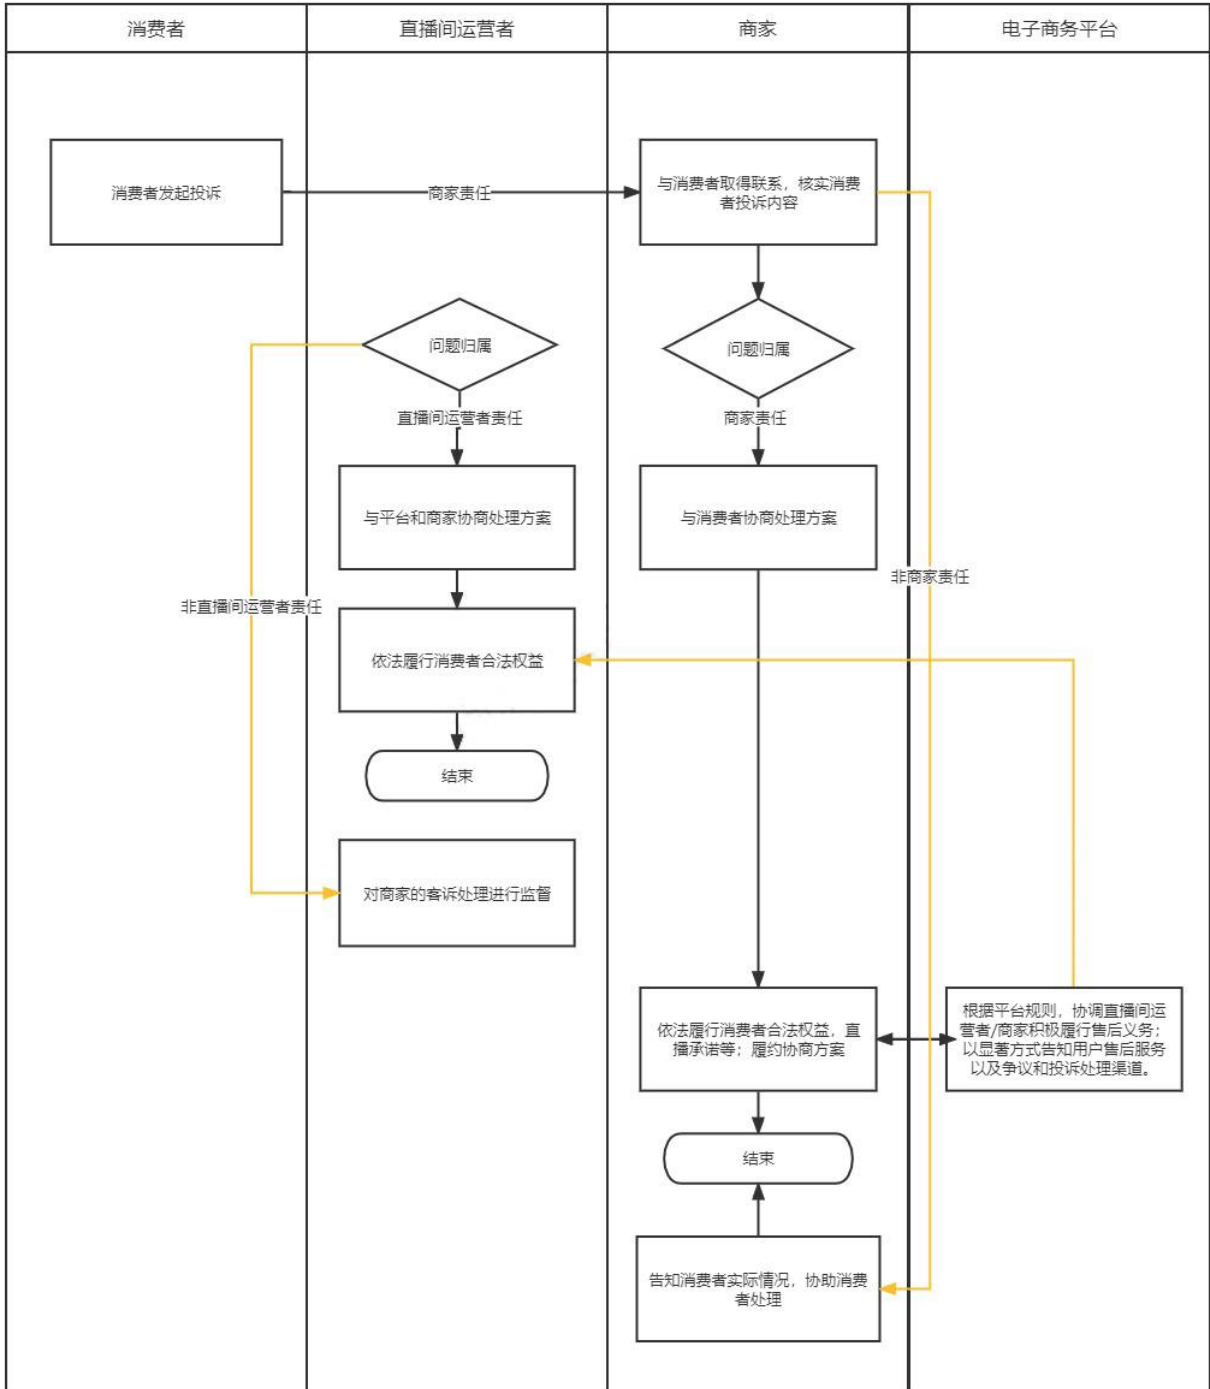 消费者
直播间运营者
商家
电子商务平台
消费者发起投诉
商家责任
与消费者取得联系，核实消费
者投诉内容
问题归属
问题归属
直播间运营者责任
商家责任
与平台和商家协商处理方案
与消费者协商处理方案
非商家责任
非直播间运营者责任
依法履行消费者合法权益
结束
对商家的客诉处理进行监督
依法履行消费者合法权益，直
播承诺等；履约协商方案
根据平台规则，协调直播间运
营者/商家积极履行售后义务；
以显著方式告知用户售后服务
以及争议和投诉处理渠道。
结束
告知消费者实际情况，协助消费
者处理